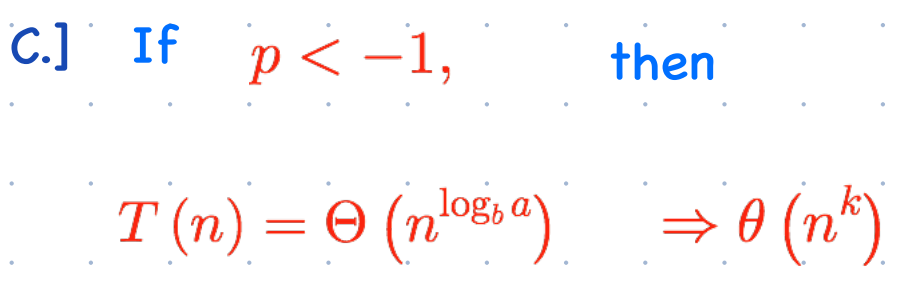 C.] If p < −1, then
T (n) = Θ (n^{log_b a}) ⇒ θ (n^k)